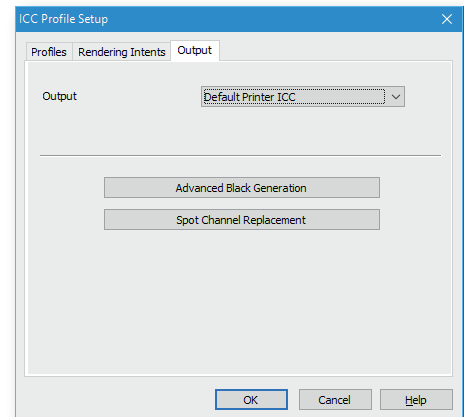 ICC Profile Setup
Profiles Rendering Intents Output
Output Default Printer ICC
Advanced Black Generation
Spot Channel Replacement
OK Cancel Help